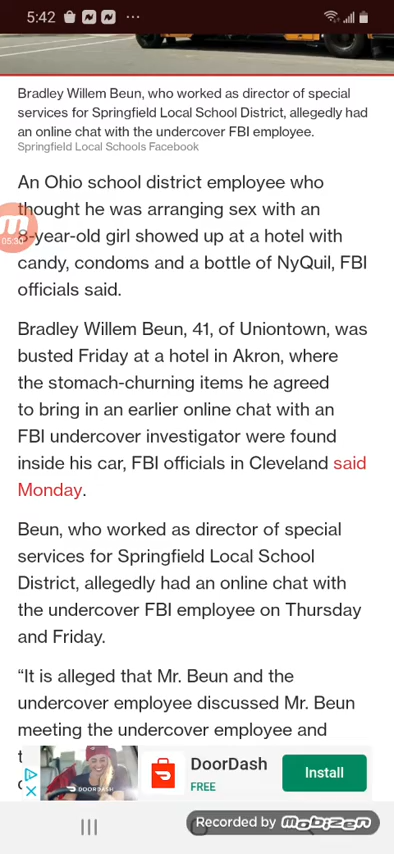 5:42
Bradley Willem Beun, who worked as director of special
services for Springfield Local School District, allegedly had
an online chat with the undercover FBI employee.
Springfield Local Schools Facebook
An Ohio school district employee who
thought he was arranging sex with an
8-year-old girl showed up at a hotel with
candy, condoms and a bottle of NyQuil, FBI
officials said.
Bradley Willem Beun, 41, of Uniontown, was
busted Friday at a hotel in Akron, where
the stomach-churning items he agreed
to bring in an earlier online chat with an
FBI undercover investigator were found
inside his car, FBI officials in Cleveland said
Monday.
Beun, who worked as director of special
services for Springfield Local School
District, allegedly had an online chat with
the undercover FBI employee on Thursday
and Friday.
“It is alleged that Mr. Beun and the
undercover employee discussed Mr. Beun
meeting the undercover employee and
DOORDASH
DoorDash
FREE
Install
Recorded by mobizen